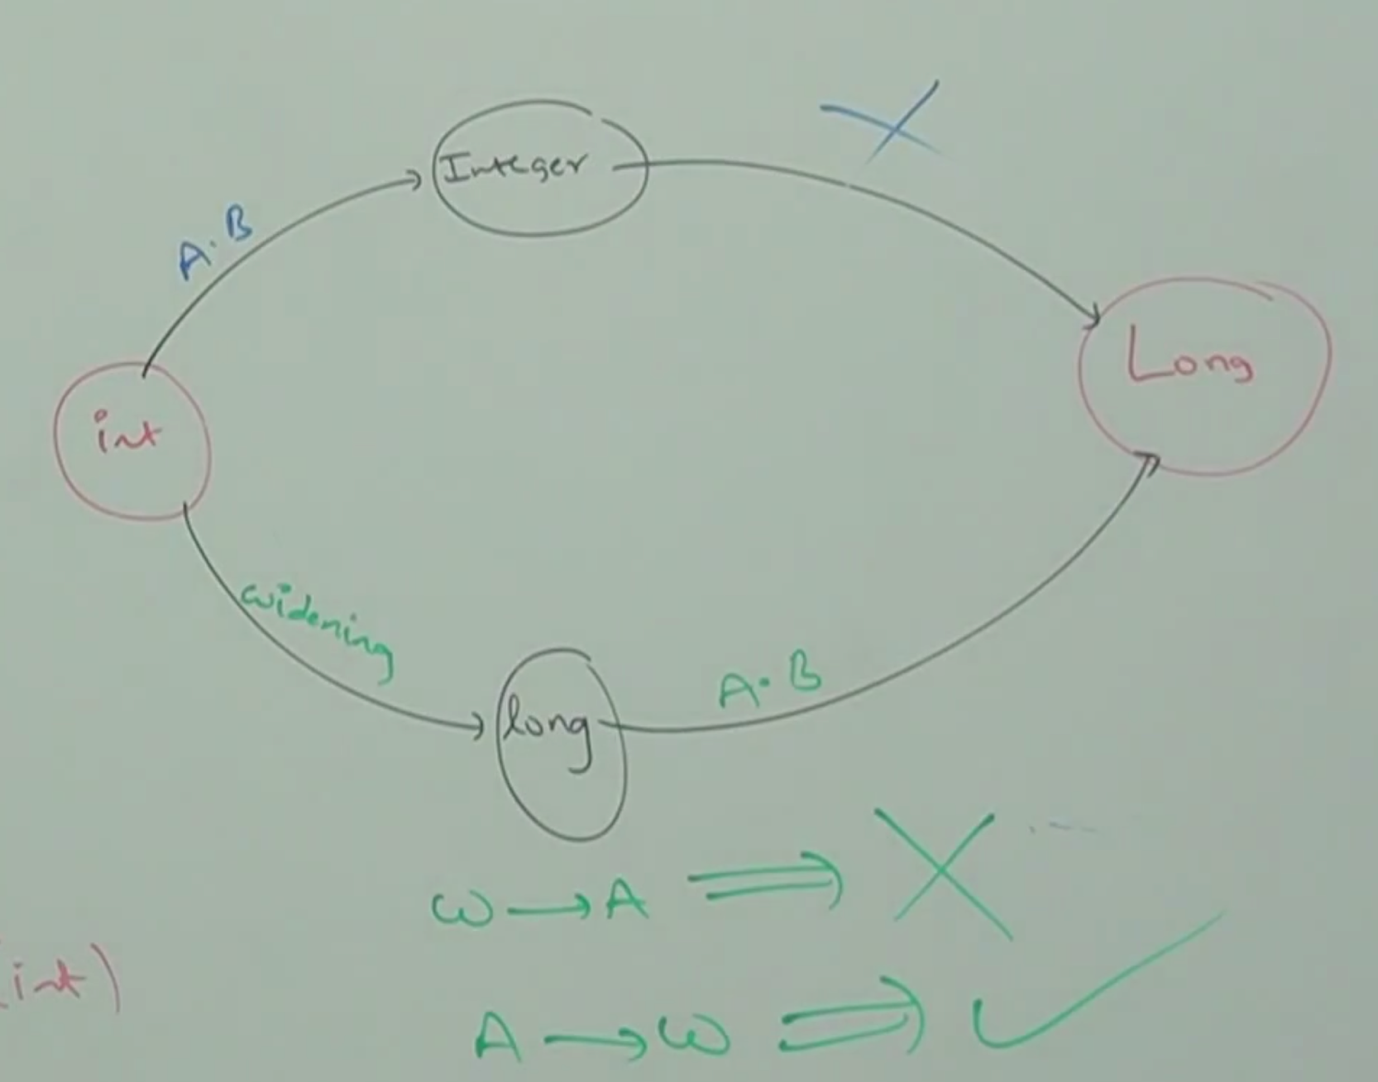 A.B
Integer
X
int
Long
widening
long
A.B
W → A ⇒ X
int)
A → W ⇒ ✓